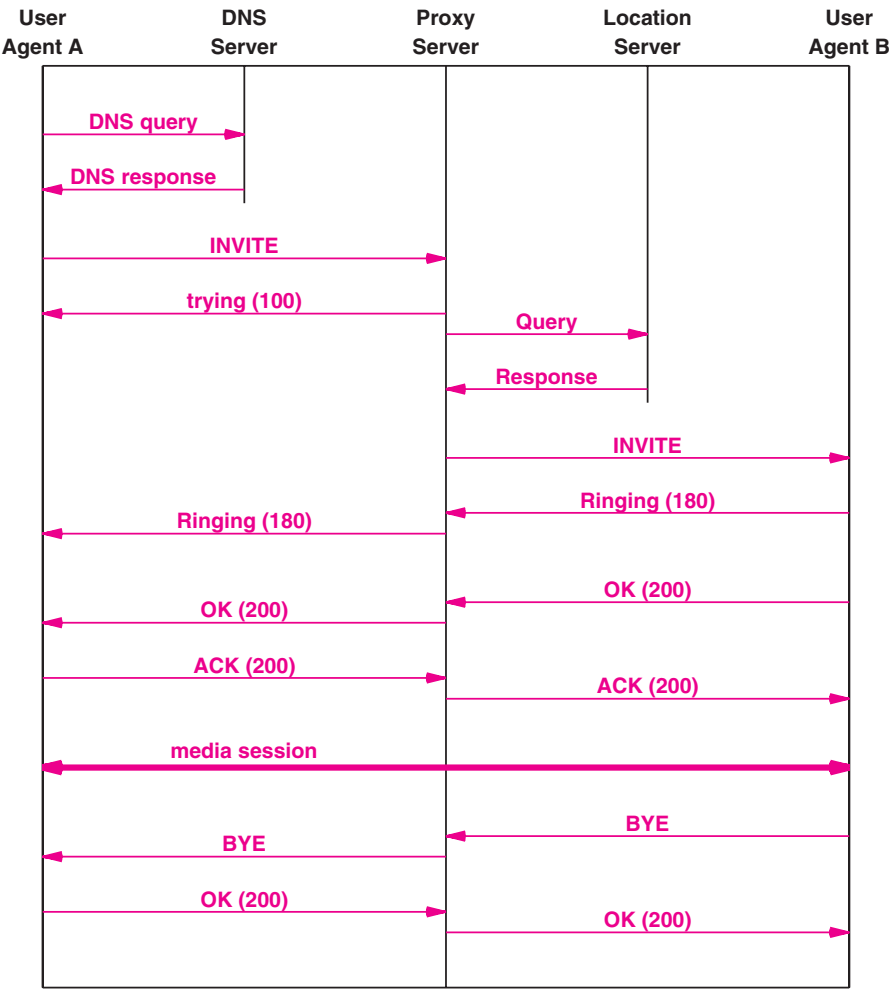 User Agent A
DNS Server
Proxy Server
Location Server
User Agent B
DNS query
DNS response
INVITE
trying (100)
Query
Response
INVITE
Ringing (180)
Ringing (180)
OK (200)
OK (200)
ACK (200)
ACK (200)
media session
BYE
BYE
OK (200)
OK (200)